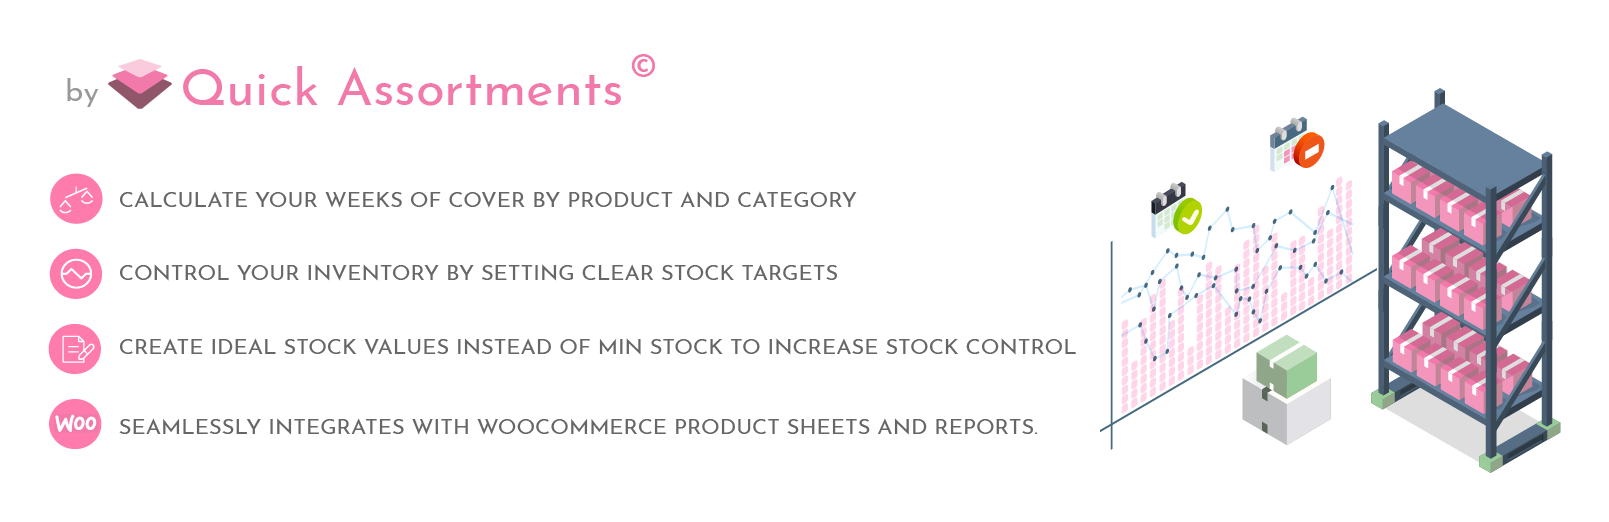 by Quick Assortments©
CALCULATE YOUR WEEKS OF COVER BY PRODUCT AND CATEGORY
CONTROL YOUR INVENTORY BY SETTING CLEAR STOCK TARGETS
CREATE IDEAL STOCK VALUES INSTEAD OF MIN STOCK TO INCREASE STOCK CONTROL
Woo SEAMLESSLY INTEGRATES WITH WOOCOMMERCE PRODUCT SHEETS AND REPORTS.